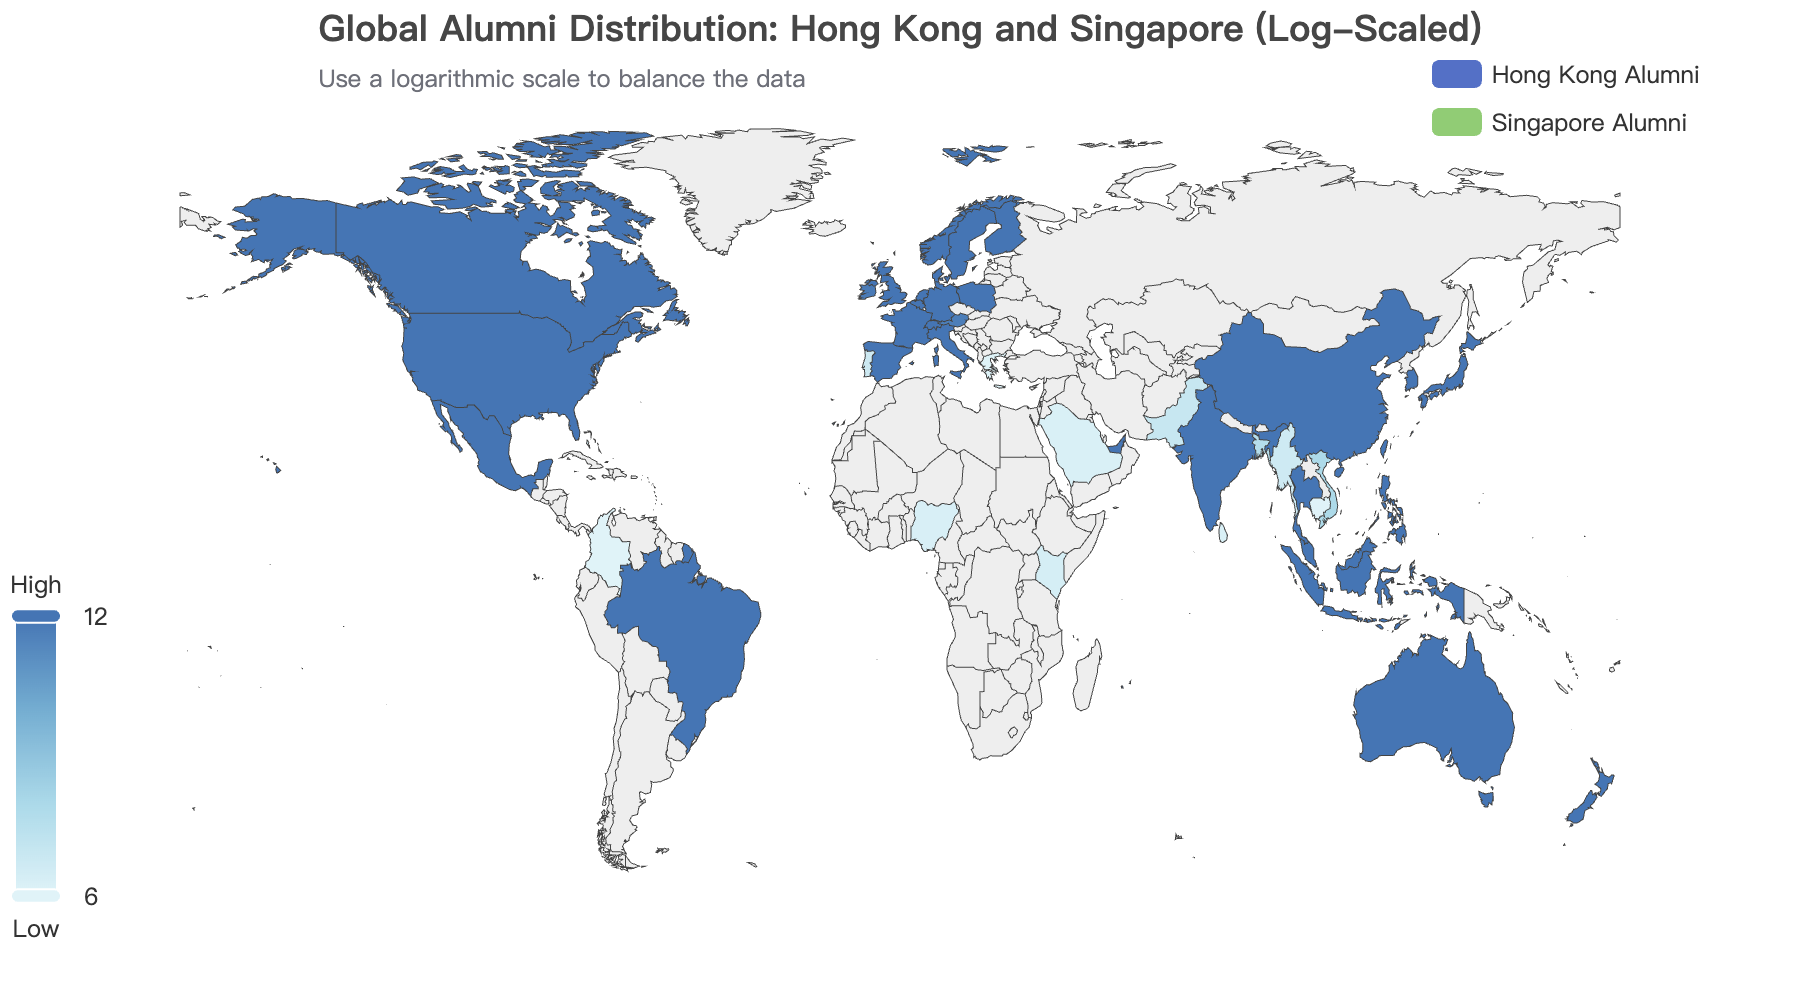 Global Alumni Distribution: Hong Kong and Singapore (Log-Scaled)
Use a logarithmic scale to balance the data
Hong Kong Alumni
Singapore Alumni
High
12
6
Low